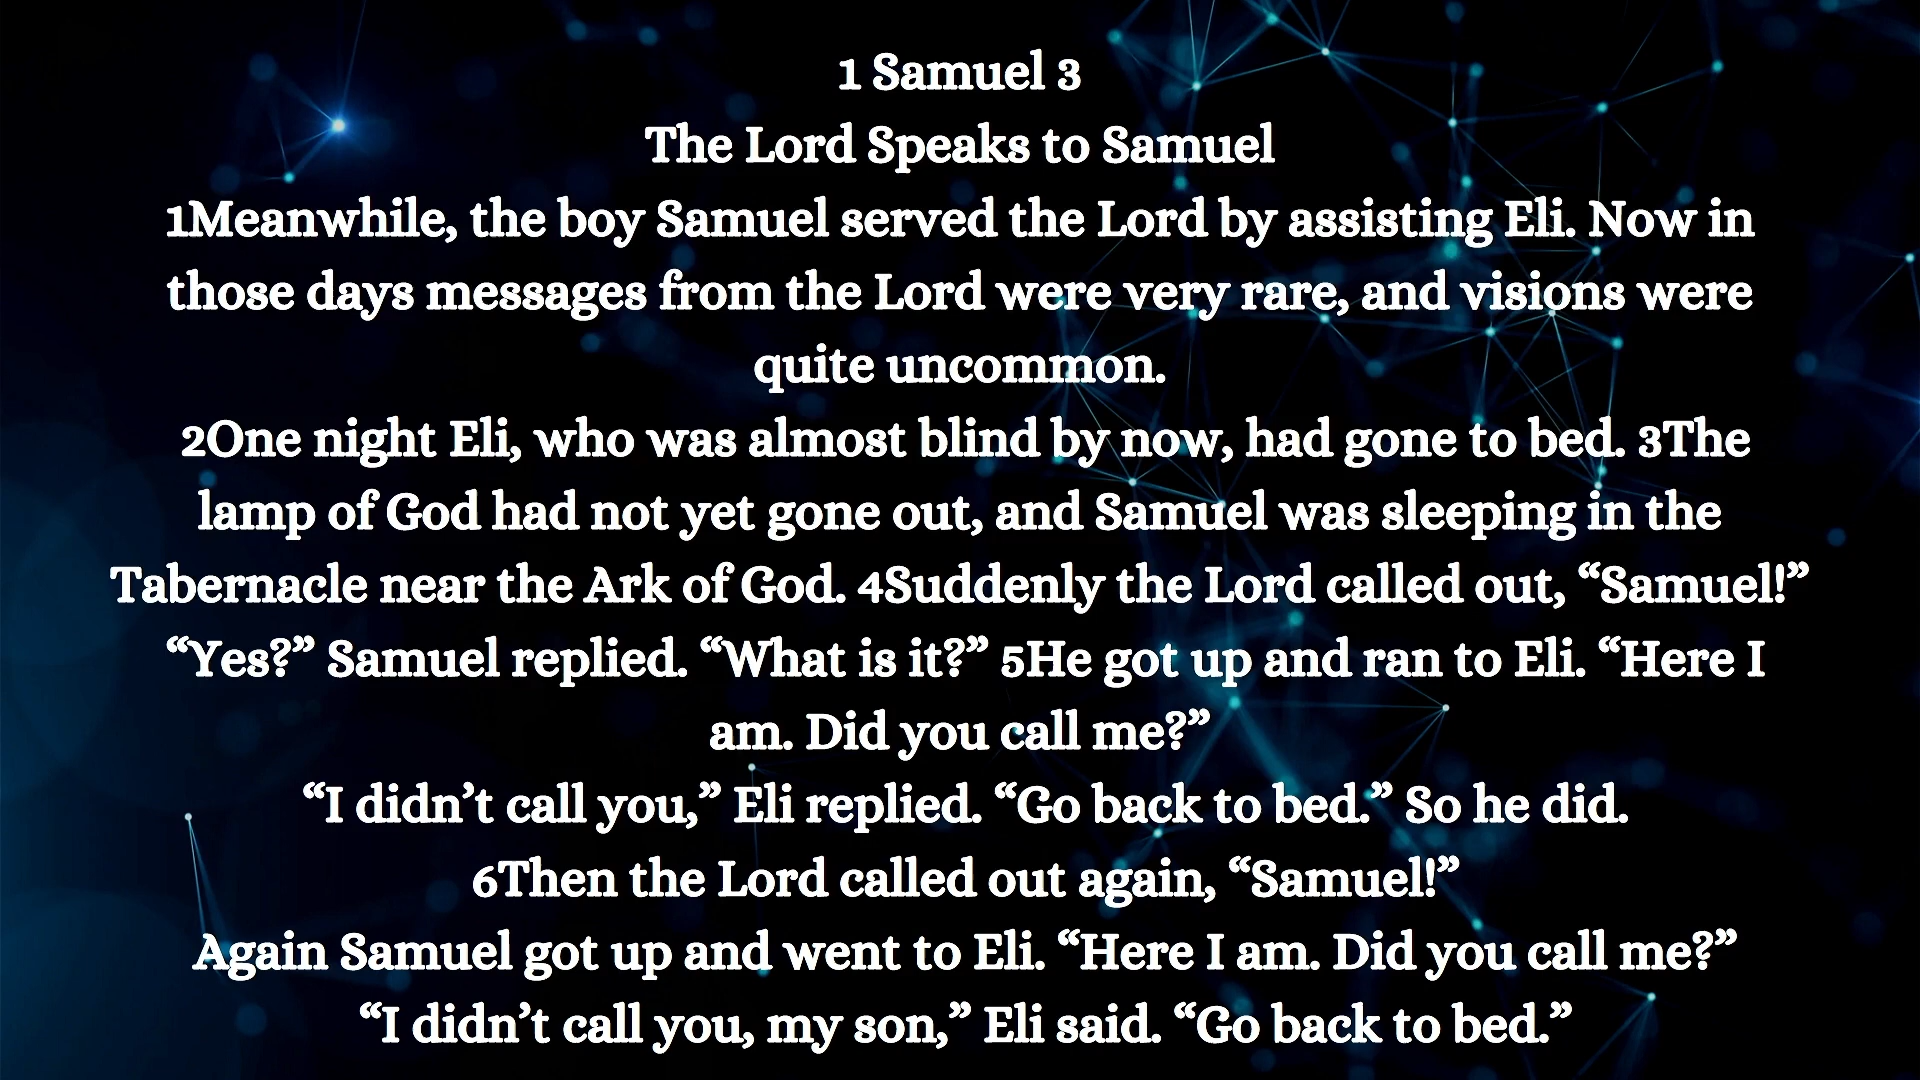 1 Samuel 3
The Lord Speaks to Samuel
1Meanwhile, the boy Samuel served the Lord by assisting Eli. Now in
those days messages from the Lord were very rare, and visions were
quite uncommon.
2One night Eli, who was almost blind by now, had gone to bed. 3The
lamp of God had not yet gone out, and Samuel was sleeping in the
Tabernacle near the Ark of God. 4Suddenly the Lord called out, “Samuel!”
“Yes?” Samuel replied. “What is it?” 5He got up and ran to Eli. “Here I
am. Did you call me?”
“I didn’t call you,” Eli replied. “Go back to bed.” So he did.
6Then the Lord called out again, “Samuel!”
Again Samuel got up and went to Eli. “Here I am. Did you call me?”
“I didn’t call you, my son,” Eli said. “Go back to bed.”